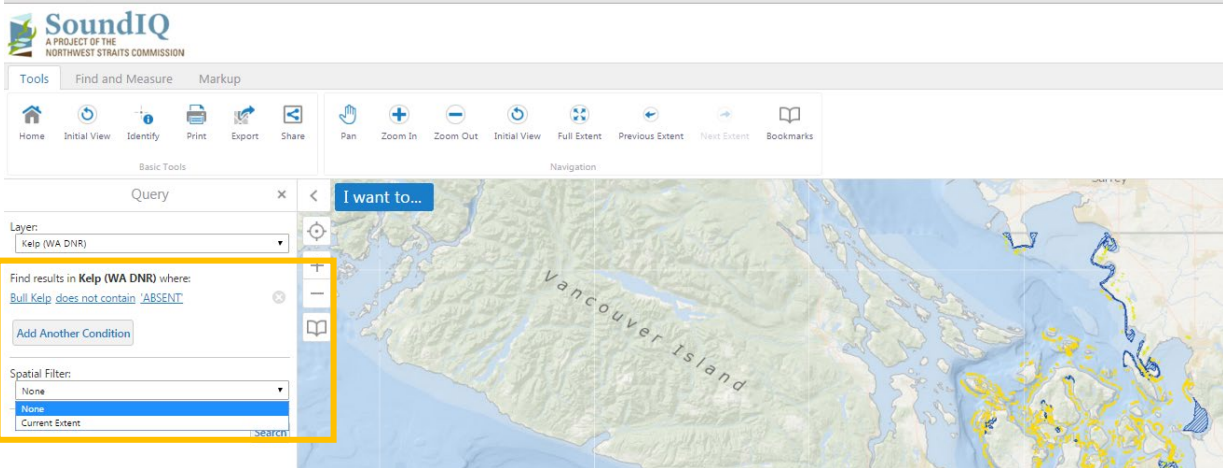 SoundIQ
A PROJECT OF THE
NORTHWEST STRAITS COMMISSION
Tools Find and Measure Markup
Home Initial View Identify Print Export Share Pan Zoom In Zoom Out Initial View Full Extent Previous Extent Next Extent Bookmarks
Basic Tools Navigation
Query
I want to...
Layer:
Kelp (WA DNR)
Find results in Kelp (WA DNR) where:
Bull Kelp does not contain 'ABSENT'
Add Another Condition
Spatial Filter:
None
None
Current Extent
Search
Vancouver Island
Surrey